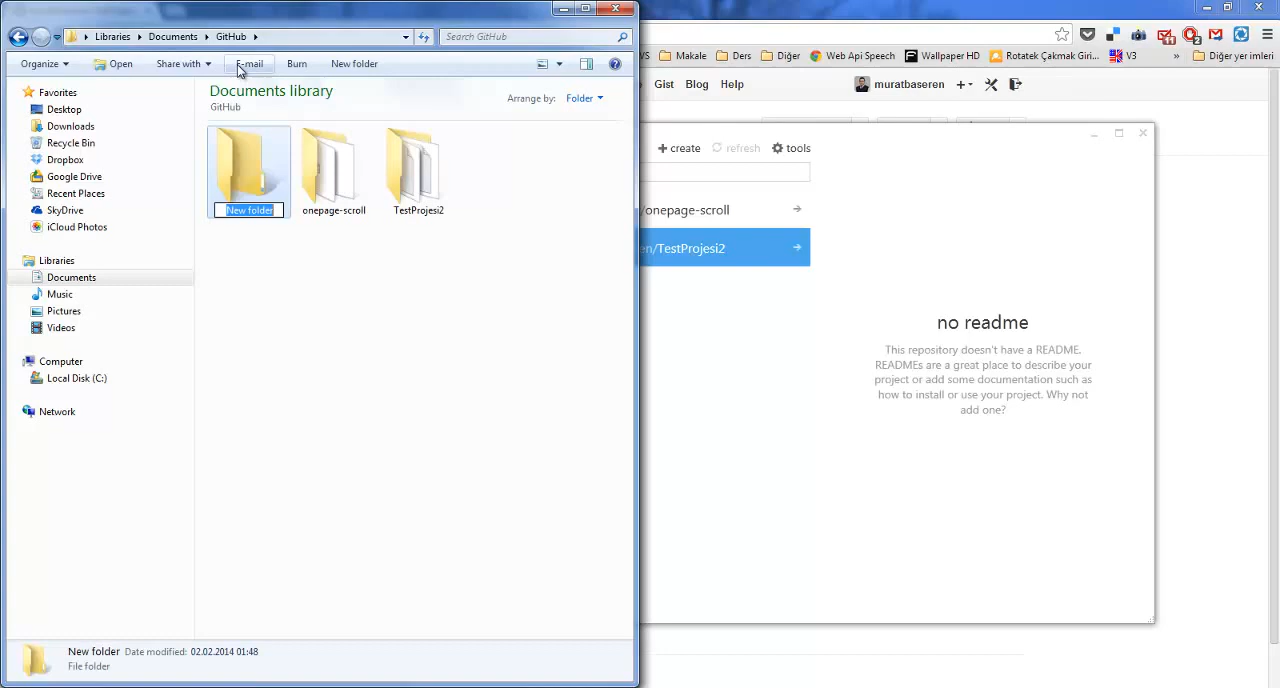 Libraries Documents GitHub
Search GitHub
Organize Open Share with E-mail Burn New folder
Favorites
Desktop
Downloads
Recycle Bin
Dropbox
Google Drive
Recent Places
SkyDrive
iCloud Photos
Libraries
Documents
Music
Pictures
Videos
Computer
Local Disk (C:)
Network
Documents library
GitHub
Arrange by: Folder
New folder
onepage-scroll
TestProjesi2
New folder Date modified: 02.02.2014 01:48
File folder
11 2
VS Makale Ders Diğer Web Api Speech Wallpaper HD Rotatek Çakmak Giri... V3 » Diğer yer imleri
Gist Blog Help muratbaseren
+ create refresh tools
/onepage-scroll
en/TestProjesi2
no readme
This repository doesn't have a README.
READMEs are a great place to describe your
project or add some documentation such as
how to install or use your project. Why not
add one?